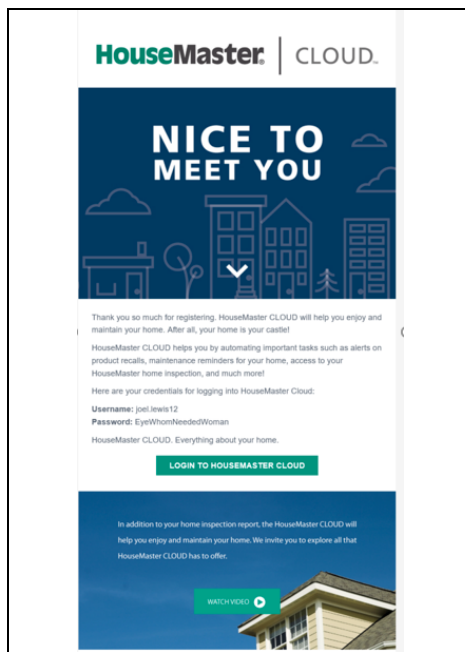 HouseMaster® | CLOUD™
NICE TO
MEET YOU
Thank you so much for registering. HouseMaster CLOUD will help you enjoy and
maintain your home. After all, your home is your castle!
HouseMaster CLOUD helps you by automating important tasks such as alerts on
product recalls, maintenance reminders for your home, access to your
HouseMaster home inspection, and much more!
Here are your credentials for logging into HouseMaster Cloud:
Username: joel.lewis12
Password: EyeWhomNeededWoman
HouseMaster CLOUD. Everything about your home.
LOGIN TO HOUSEMASTER CLOUD
In addition to your home inspection report, the HouseMaster CLOUD will
help you enjoy and maintain your home. We invite you to explore all that
HouseMaster CLOUD has to offer.
WATCH VIDEO